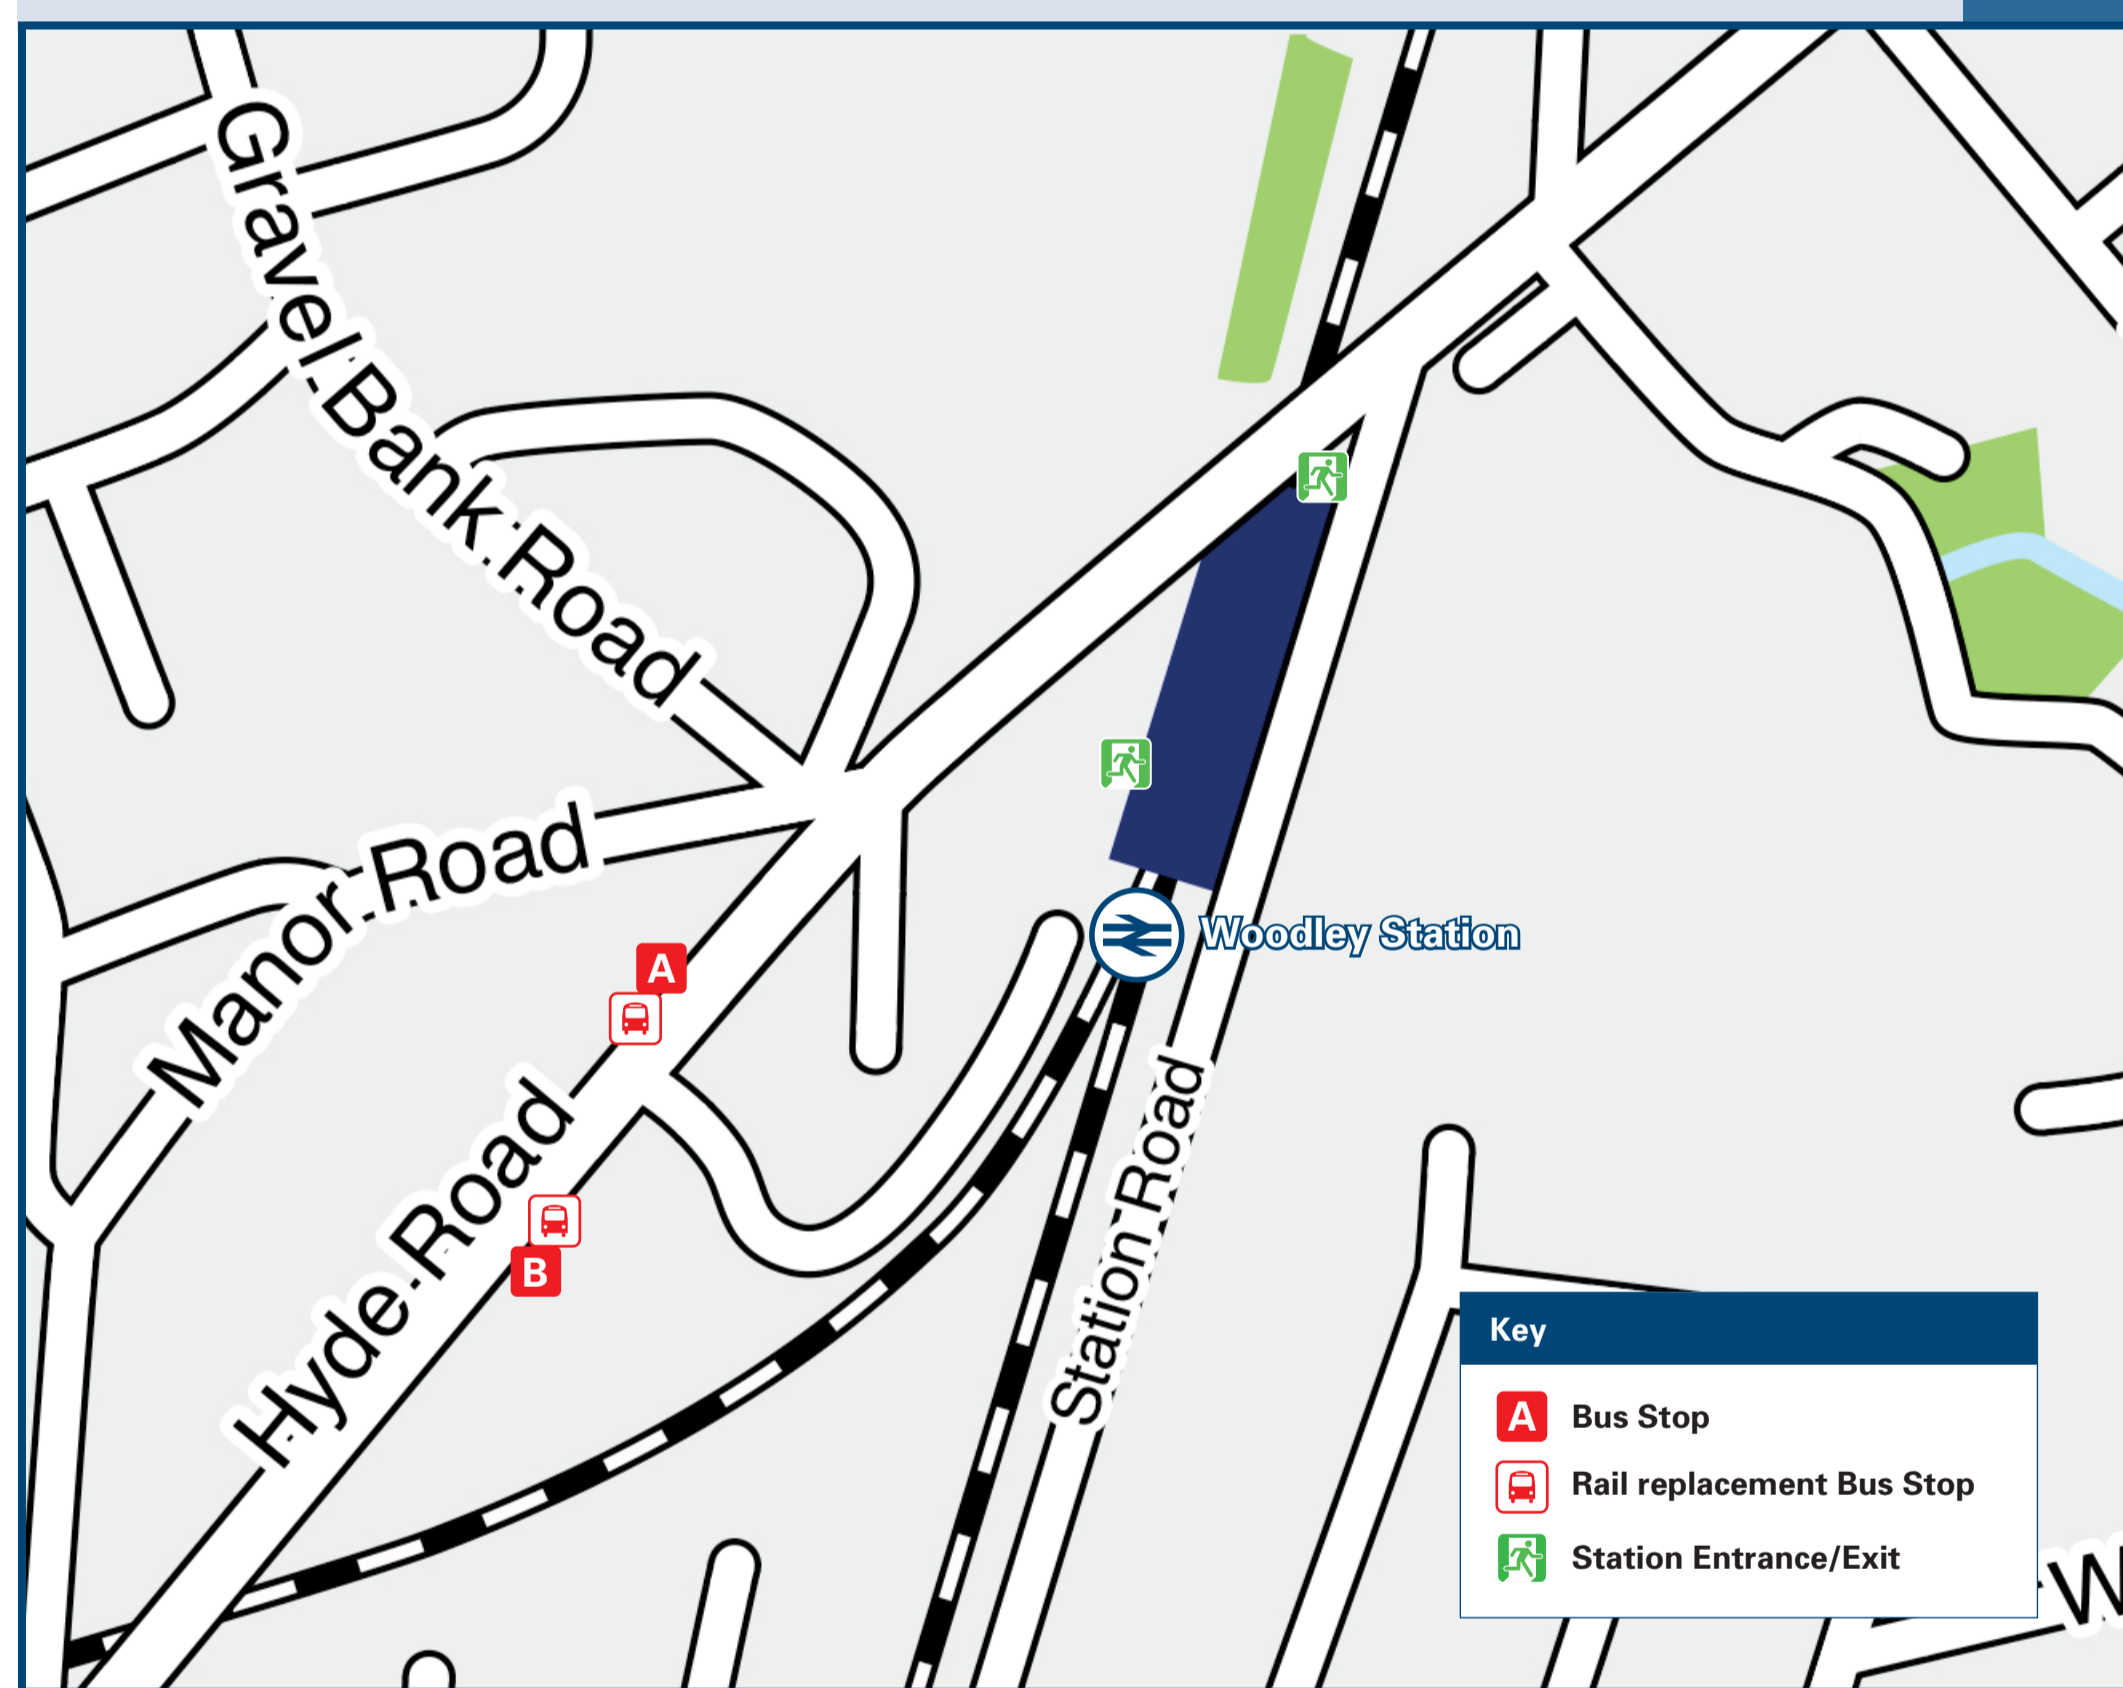 Gravel Bank Road
Manor Road
A
Woodley Station
Hyde Road
Station Road
B
Key
A Bus Stop
Rail replacement Bus Stop
Station Entrance/Exit